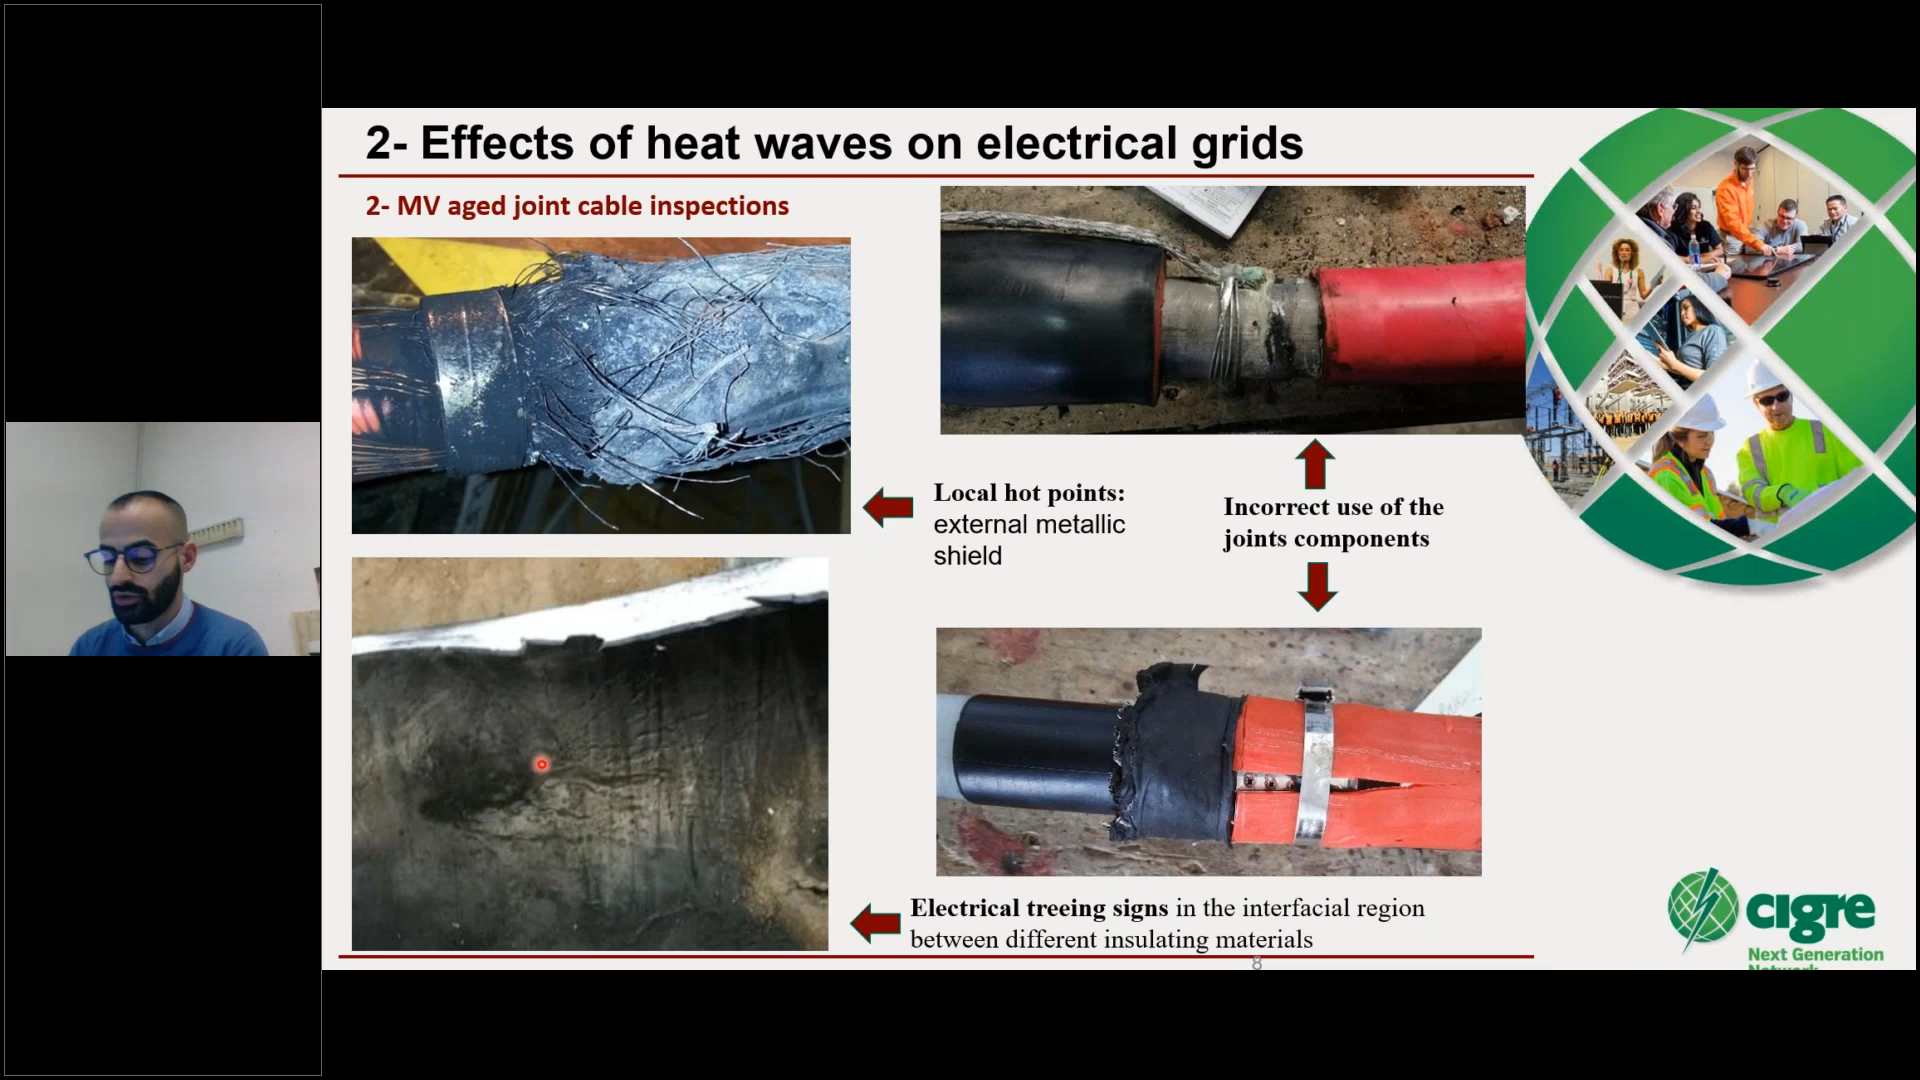 2- Effects of heat waves on electrical grids
2- MV aged joint cable inspections
Local hot points:
external metallic
shield
Incorrect use of the
joints components
Electrical treeing signs in the interfacial region
between different insulating materials
8
cigre
Next Generation
Network